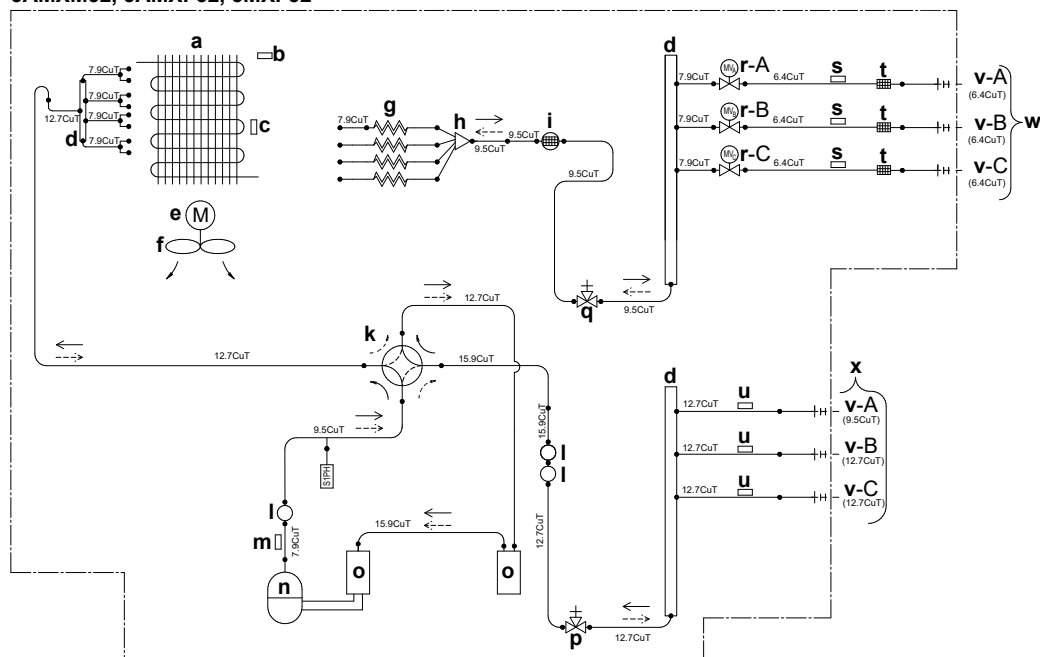 a
b
7.9CuT
7.9CuT
7.9CuT
7.9CuT
12.7CuT
d
c
e M
f
7.9CuT
g
h
9.5CuT
9.5CuT
i
9.5CuT
q
9.5CuT
d
7.9CuT
r-A
6.4CuT
s
t
v-A
(6.4CuT)
7.9CuT
r-B
6.4CuT
s
t
v-B
(6.4CuT)
w
7.9CuT
r-C
6.4CuT
s
t
v-C
(6.4CuT)
12.7CuT
k
12.7CuT
15.9CuT
9.5CuT
S1PH
15.9CuT
l
l
l
m
7.9CuT
15.9CuT
n
o
o
12.7CuT
p
12.7CuT
d
x
12.7CuT
u
v-A
(9.5CuT)
12.7CuT
u
v-B
(12.7CuT)
12.7CuT
u
v-C
(12.7CuT)